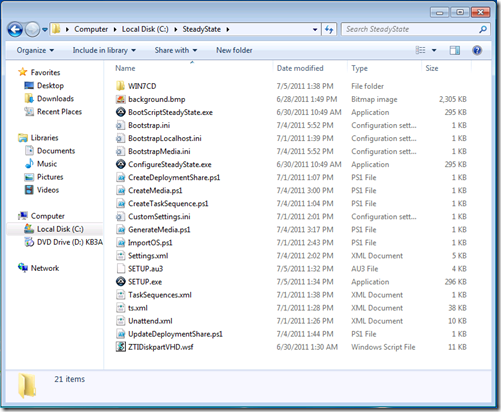 Computer Local Disk (C:) SteadyState Search SteadyState
Organize Include in library Share with New folder
Favorites
Desktop
Downloads
Recent Places
Libraries
Documents
Music
Pictures
Videos
Computer
Local Disk (C:)
DVD Drive (D:) KB3A
Network
Name Date modified Type Size
WIN7CD 7/5/2011 1:38 PM File folder
background.bmp 6/28/2011 1:49 PM Bitmap image 2,305 KB
BootScriptSteadyState.exe 6/30/2011 10:49 AM Application 295 KB
Bootstrap.ini 7/4/2011 5:52 PM Configuration sett... 1 KB
BootstrapLocalhost.ini 7/1/2011 1:39 PM Configuration sett... 1 KB
BootstrapMedia.ini 7/4/2011 5:52 PM Configuration sett... 1 KB
ConfigureSteadyState.exe 6/30/2011 10:49 AM Application 295 KB
CreateDeploymentShare.ps1 7/1/2011 1:07 PM PS1 File 1 KB
CreateMedia.ps1 7/4/2011 3:00 PM PS1 File 1 KB
CreateTaskSequence.ps1 7/4/2011 1:04 PM PS1 File 1 KB
CustomSettings.ini 7/1/2011 2:01 PM Configuration sett... 1 KB
GenerateMedia.ps1 7/4/2011 3:17 PM PS1 File 1 KB
ImportOS.ps1 7/1/2011 2:43 PM PS1 File 1 KB
Settings.xml 7/4/2011 2:02 PM XML Document 5 KB
SETUP.au3 7/5/2011 1:32 PM AU3 File 4 KB
SETUP.exe 7/5/2011 1:34 PM Application 296 KB
TaskSequences.xml 7/1/2011 1:38 PM XML Document 1 KB
ts.xml 7/1/2011 1:28 PM XML Document 38 KB
Unattend.xml 7/1/2011 1:26 PM XML Document 10 KB
UpdateDeploymentShare.ps1 7/4/2011 1:44 PM PS1 File 1 KB
ZTIDiskpartVHD.wsf 6/30/2011 1:30 AM Windows Script File 11 KB
21 items